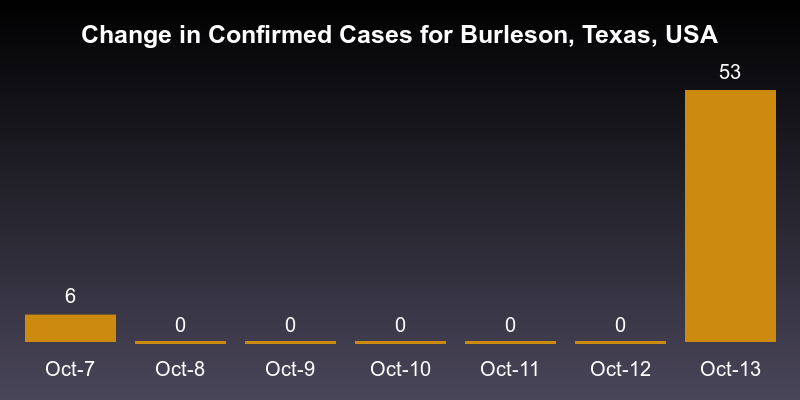 Change in Confirmed Cases for Burleson, Texas, USA
53
6
0
0
0
0
0
Oct-7
Oct-8
Oct-9
Oct-10
Oct-11
Oct-12
Oct-13